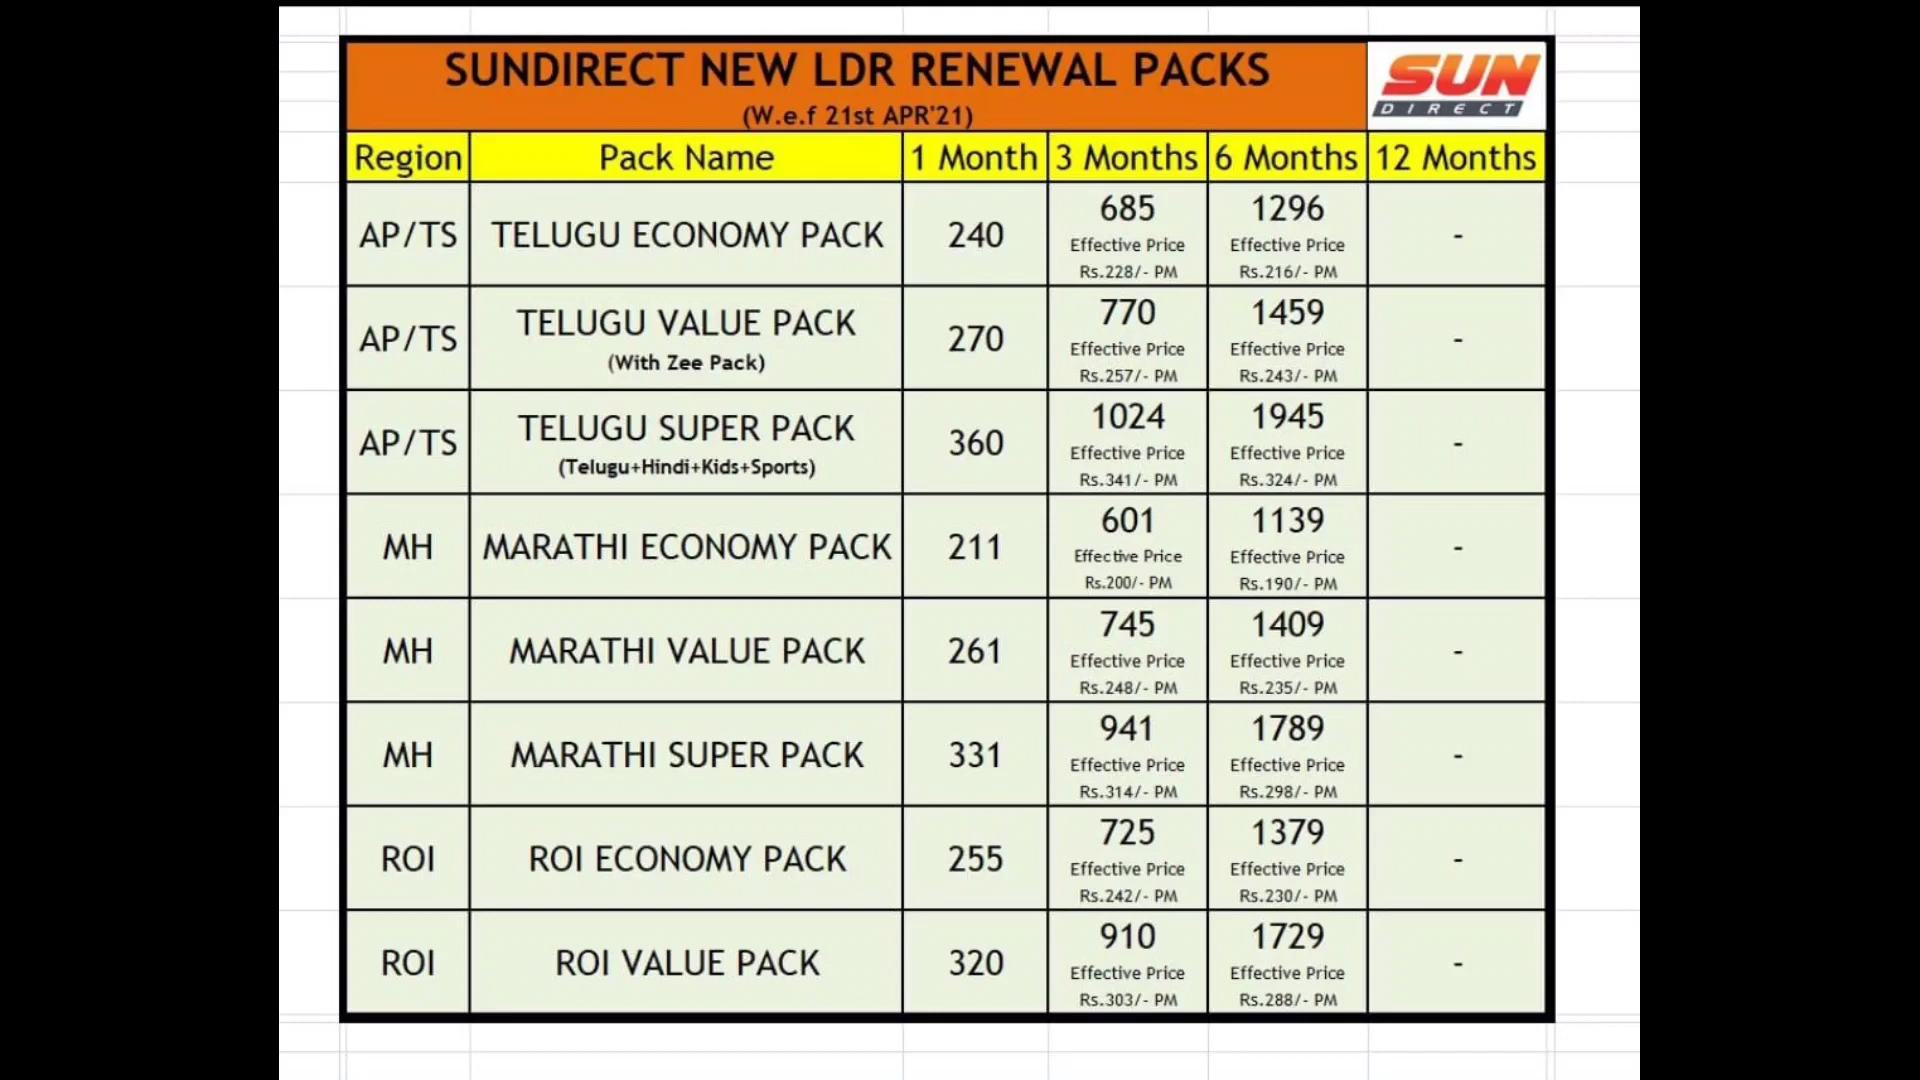 SUNDIRECT NEW LDR RENEWAL PACKS
(W.e.f 21st APR'21)
SUN
DIRECT
Region Pack Name 1 Month 3 Months 6 Months 12 Months
AP/TS TELUGU ECONOMY PACK 240 685 Effective Price Rs.228/- PM 1296 Effective Price Rs.216/- PM -
AP/TS TELUGU VALUE PACK (With Zee Pack) 270 770 Effective Price Rs.257/- PM 1459 Effective Price Rs.243/- PM -
AP/TS TELUGU SUPER PACK (Telugu+Hindi+Kids+Sports) 360 1024 Effective Price Rs.341/- PM 1945 Effective Price Rs.324/- PM -
MH MARATHI ECONOMY PACK 211 601 Effective Price Rs.200/- PM 1139 Effective Price Rs.190/- PM -
MH MARATHI VALUE PACK 261 745 Effective Price Rs.248/- PM 1409 Effective Price Rs.235/- PM -
MH MARATHI SUPER PACK 331 941 Effective Price Rs.314/- PM 1789 Effective Price Rs.298/- PM -
ROI ROI ECONOMY PACK 255 725 Effective Price Rs.242/- PM 1379 Effective Price Rs.230/- PM -
ROI ROI VALUE PACK 320 910 Effective Price Rs.303/- PM 1729 Effective Price Rs.288/- PM -